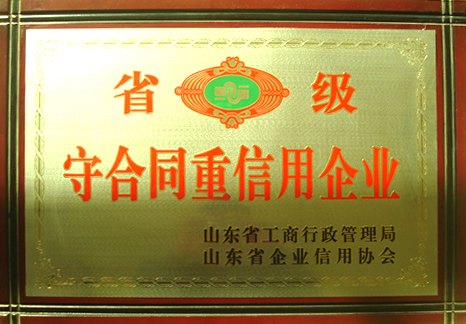 省级
守合同重信用企业
山东省工商行政管理局
山东省企业信用协会